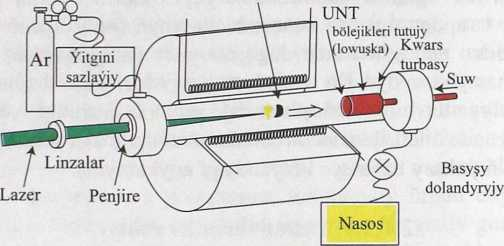 UNT
bölejikleri tutujy
(lowuşka)
Kwars
turbasy
Suw
Ar
Ýitgini
sazlaýjy
Linzalar
Lazer
Penjire
Basyşy
dolandyryjy
Nasos